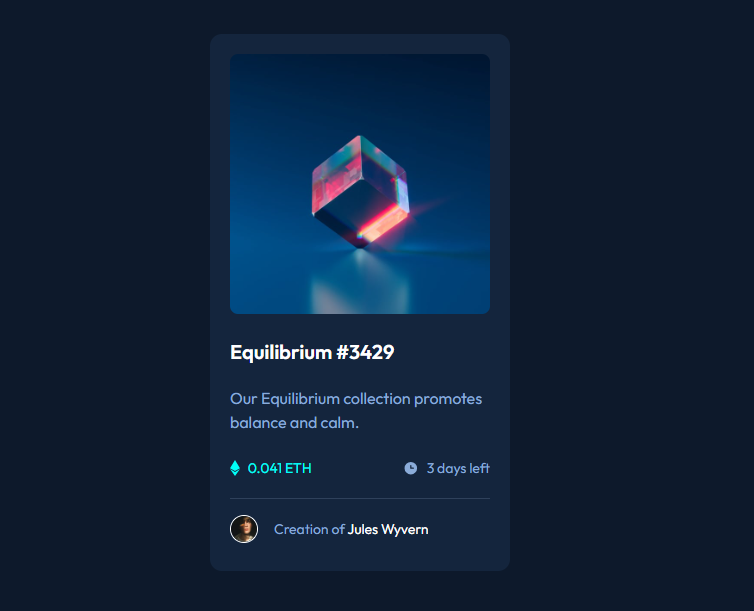 Equilibrium #3429
Our Equilibrium collection promotes
balance and calm.
0.041 ETH 3 days left
Creation of Jules Wyvern